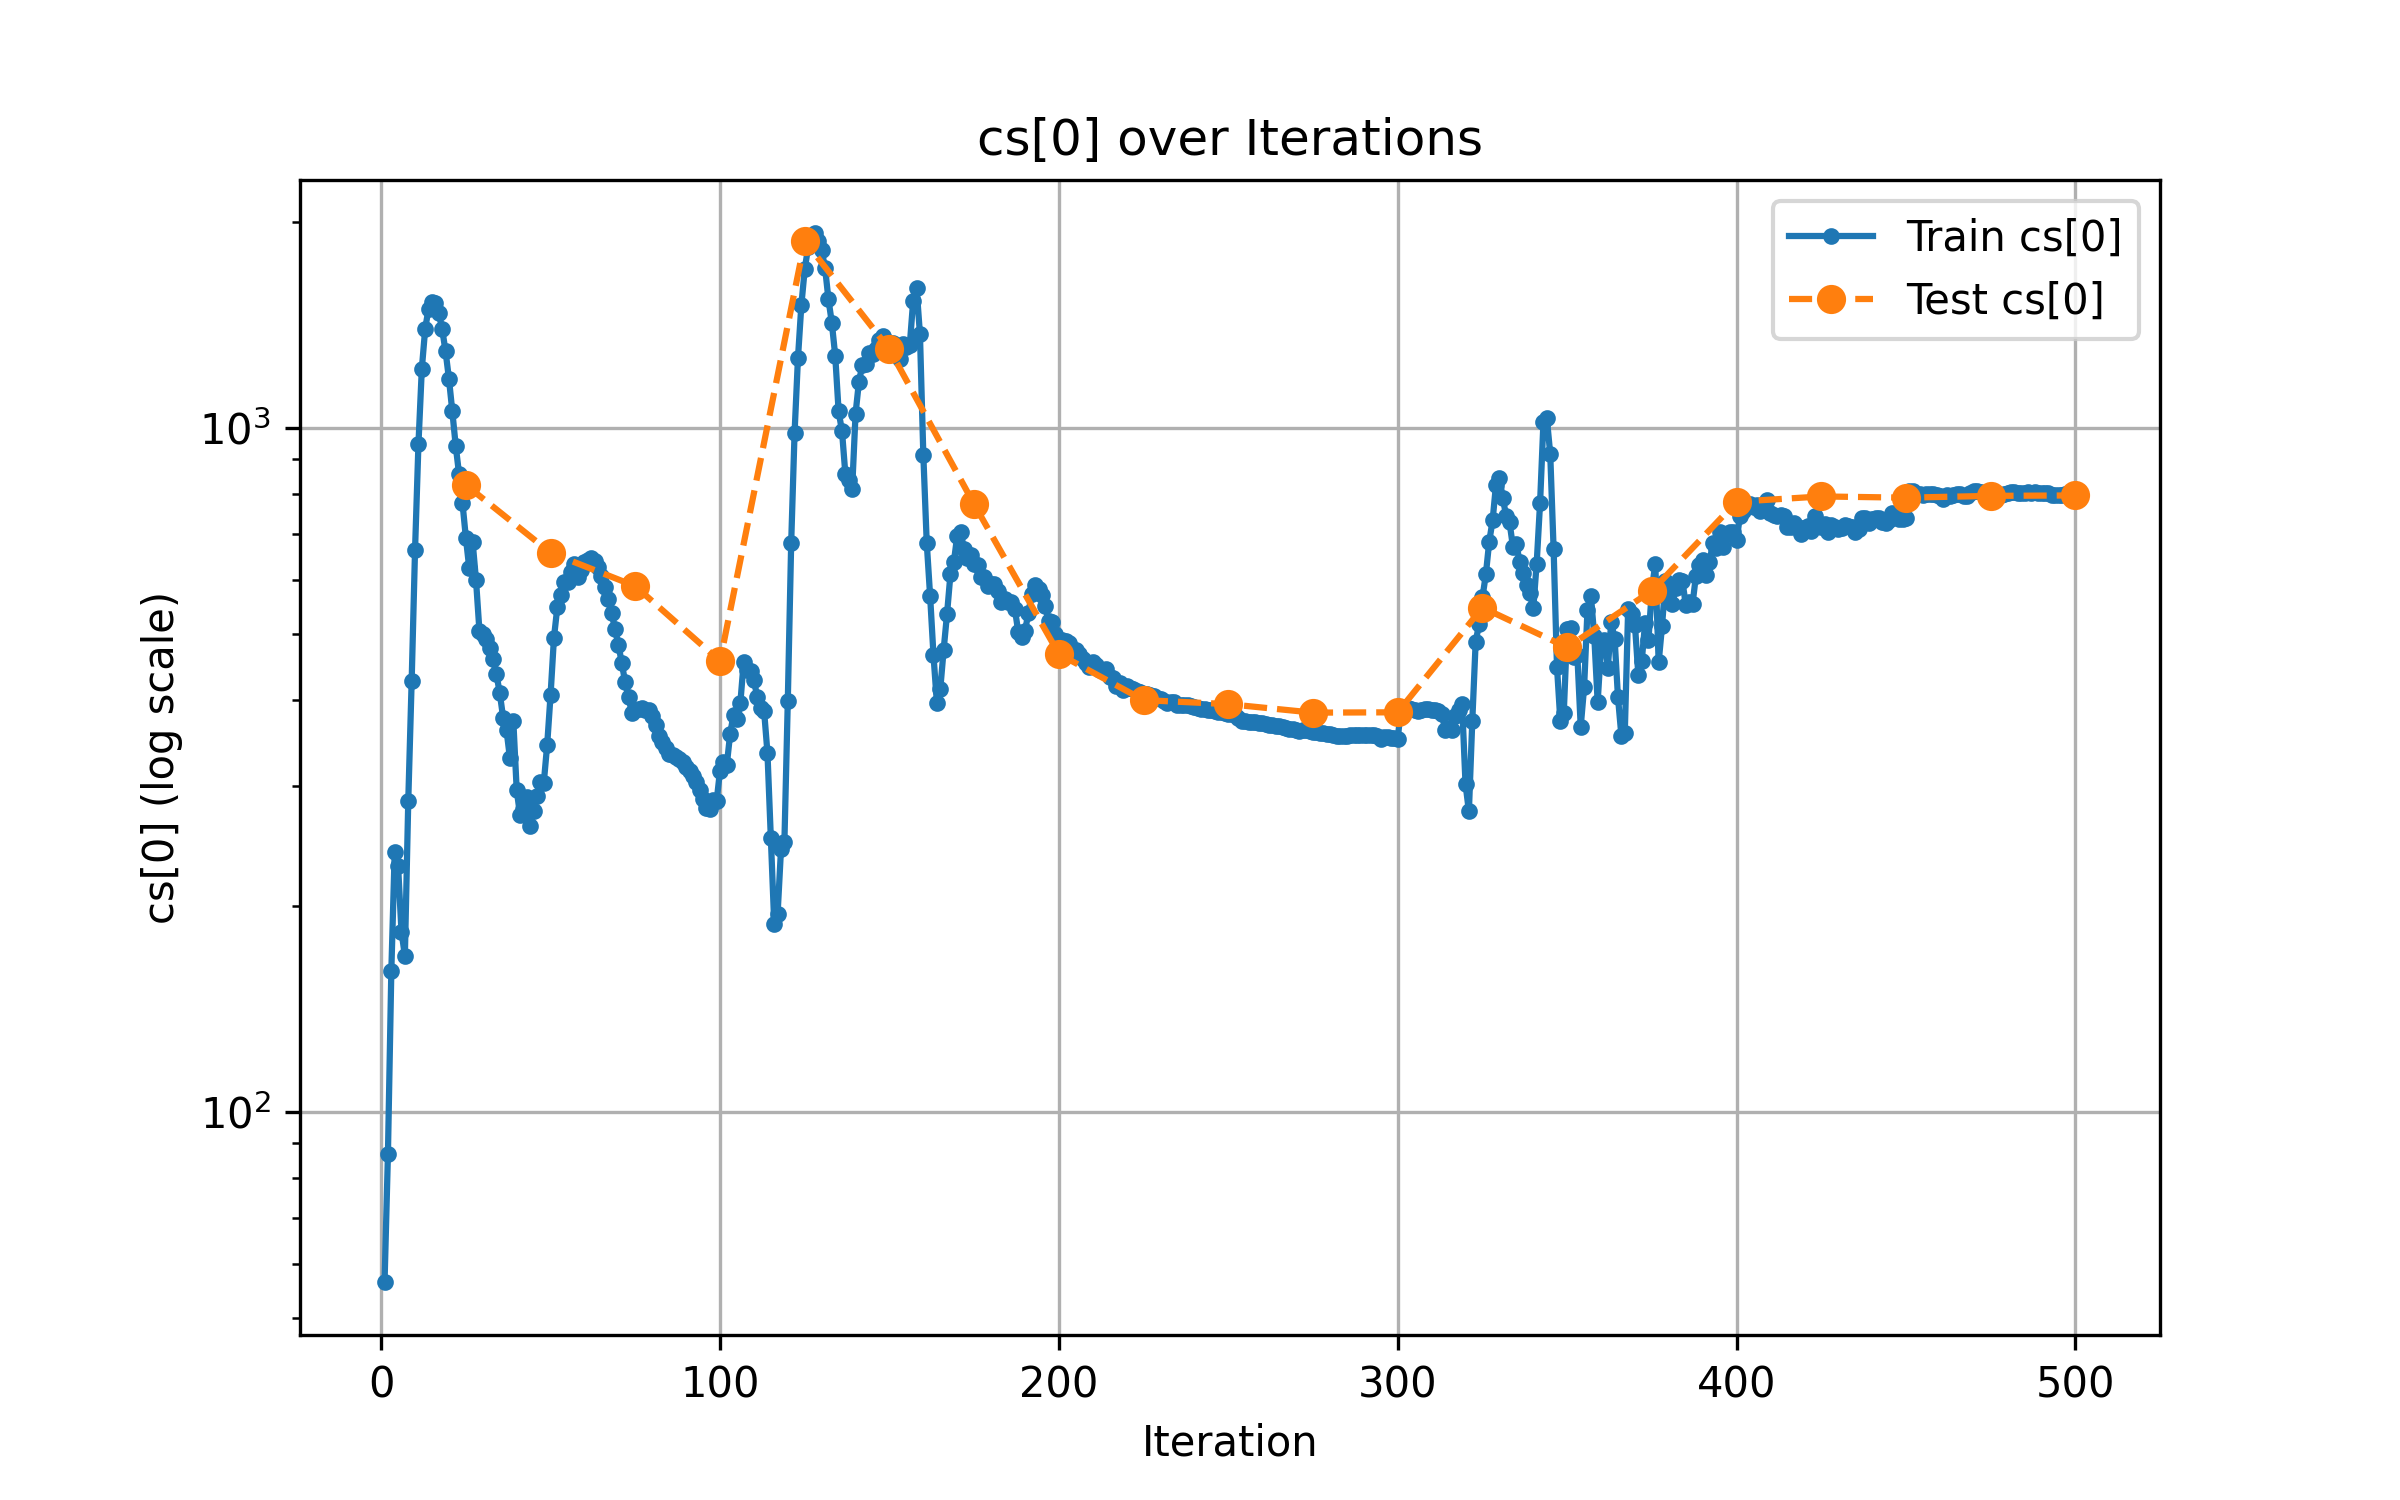 cs[0] over Iterations
Train cs[0]
Test cs[0]
cs[0] (log scale)
10³
10²
0 100 200 300 400 500
Iteration